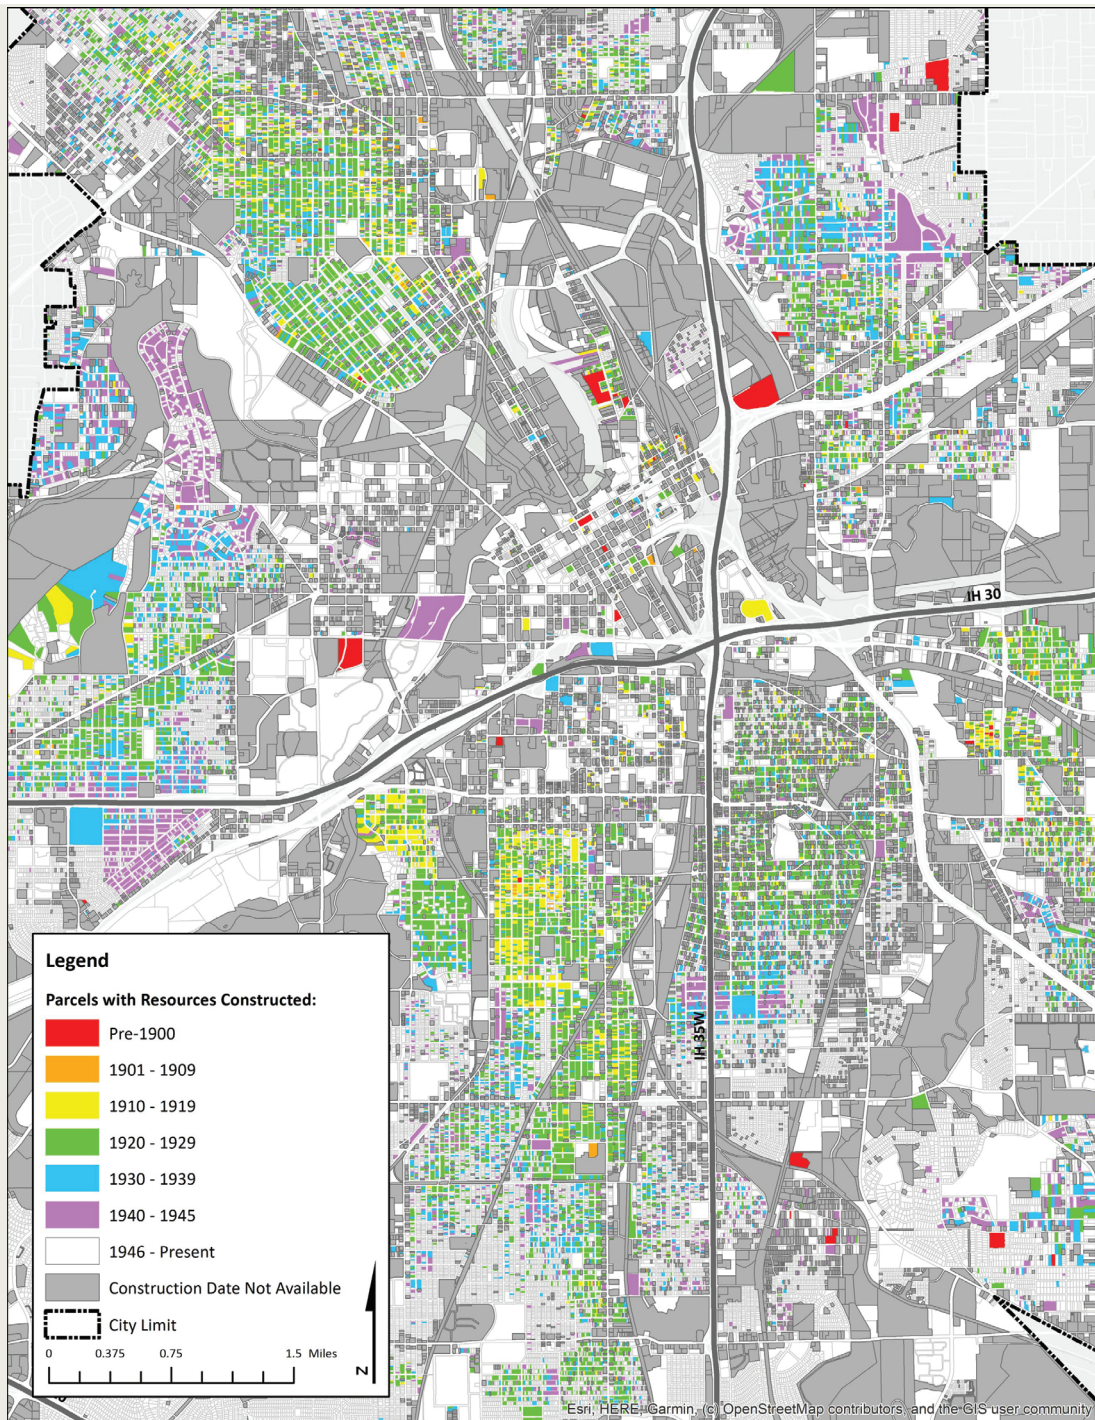 IH 30
IH 35W
Legend
Parcels with Resources Constructed:
Pre-1900
1901 - 1909
1910 - 1919
1920 - 1929
1930 - 1939
1940 - 1945
1946 - Present
Construction Date Not Available
City Limit
0 0.375 0.75 1.5 Miles
N
Esri, HERE, Garmin, (c) OpenStreetMap contributors, and the GIS user community